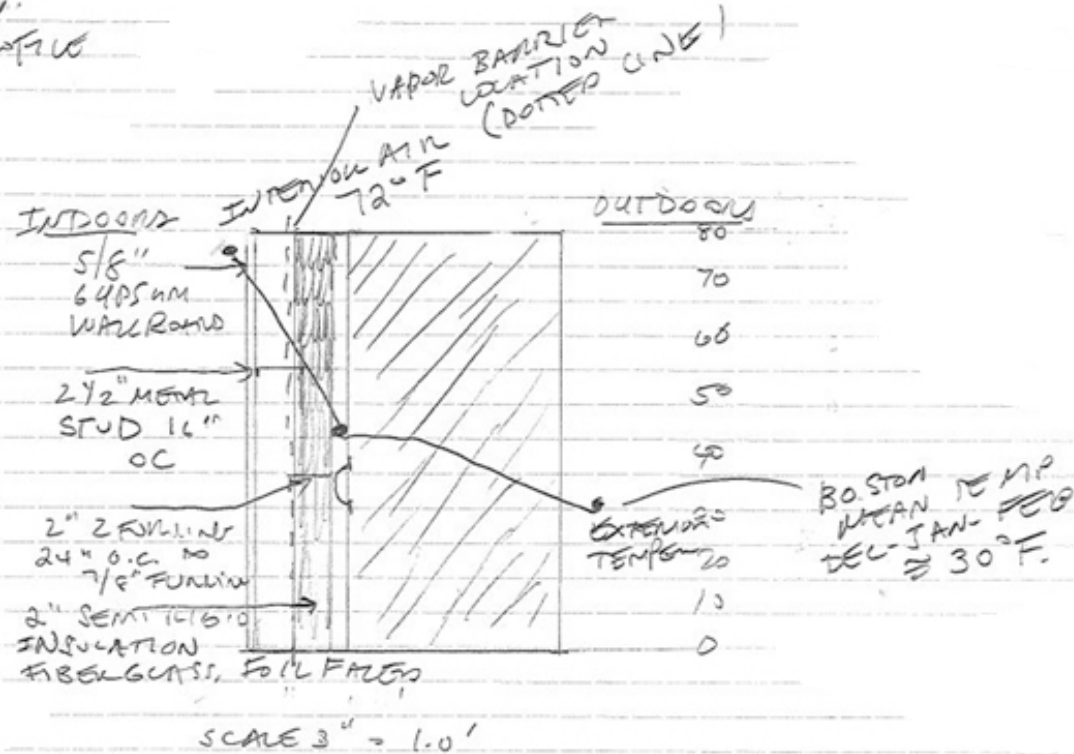 VAPOR BARRIER
LOCATION
(DOTTED LINE)
INTERIOR AIR
72° F
INDOORS
5/8"
GYPSUM
WALLBOARD
2 1/2" METAL
STUD 16"
OC
2" Z FURRING
24" O.C. TO
7/8" FURRING
2" SEMI RIGID
INSULATION
FIBERGLASS, FOIL FACED
SCALE 3" = 1.0'
OUTDOORS
80
70
60
50
40
EXTERIOR
TEMPER 20
10
0
BOSTON
MEAN TEMP
DEC-JAN-FEB
≅ 30°F.